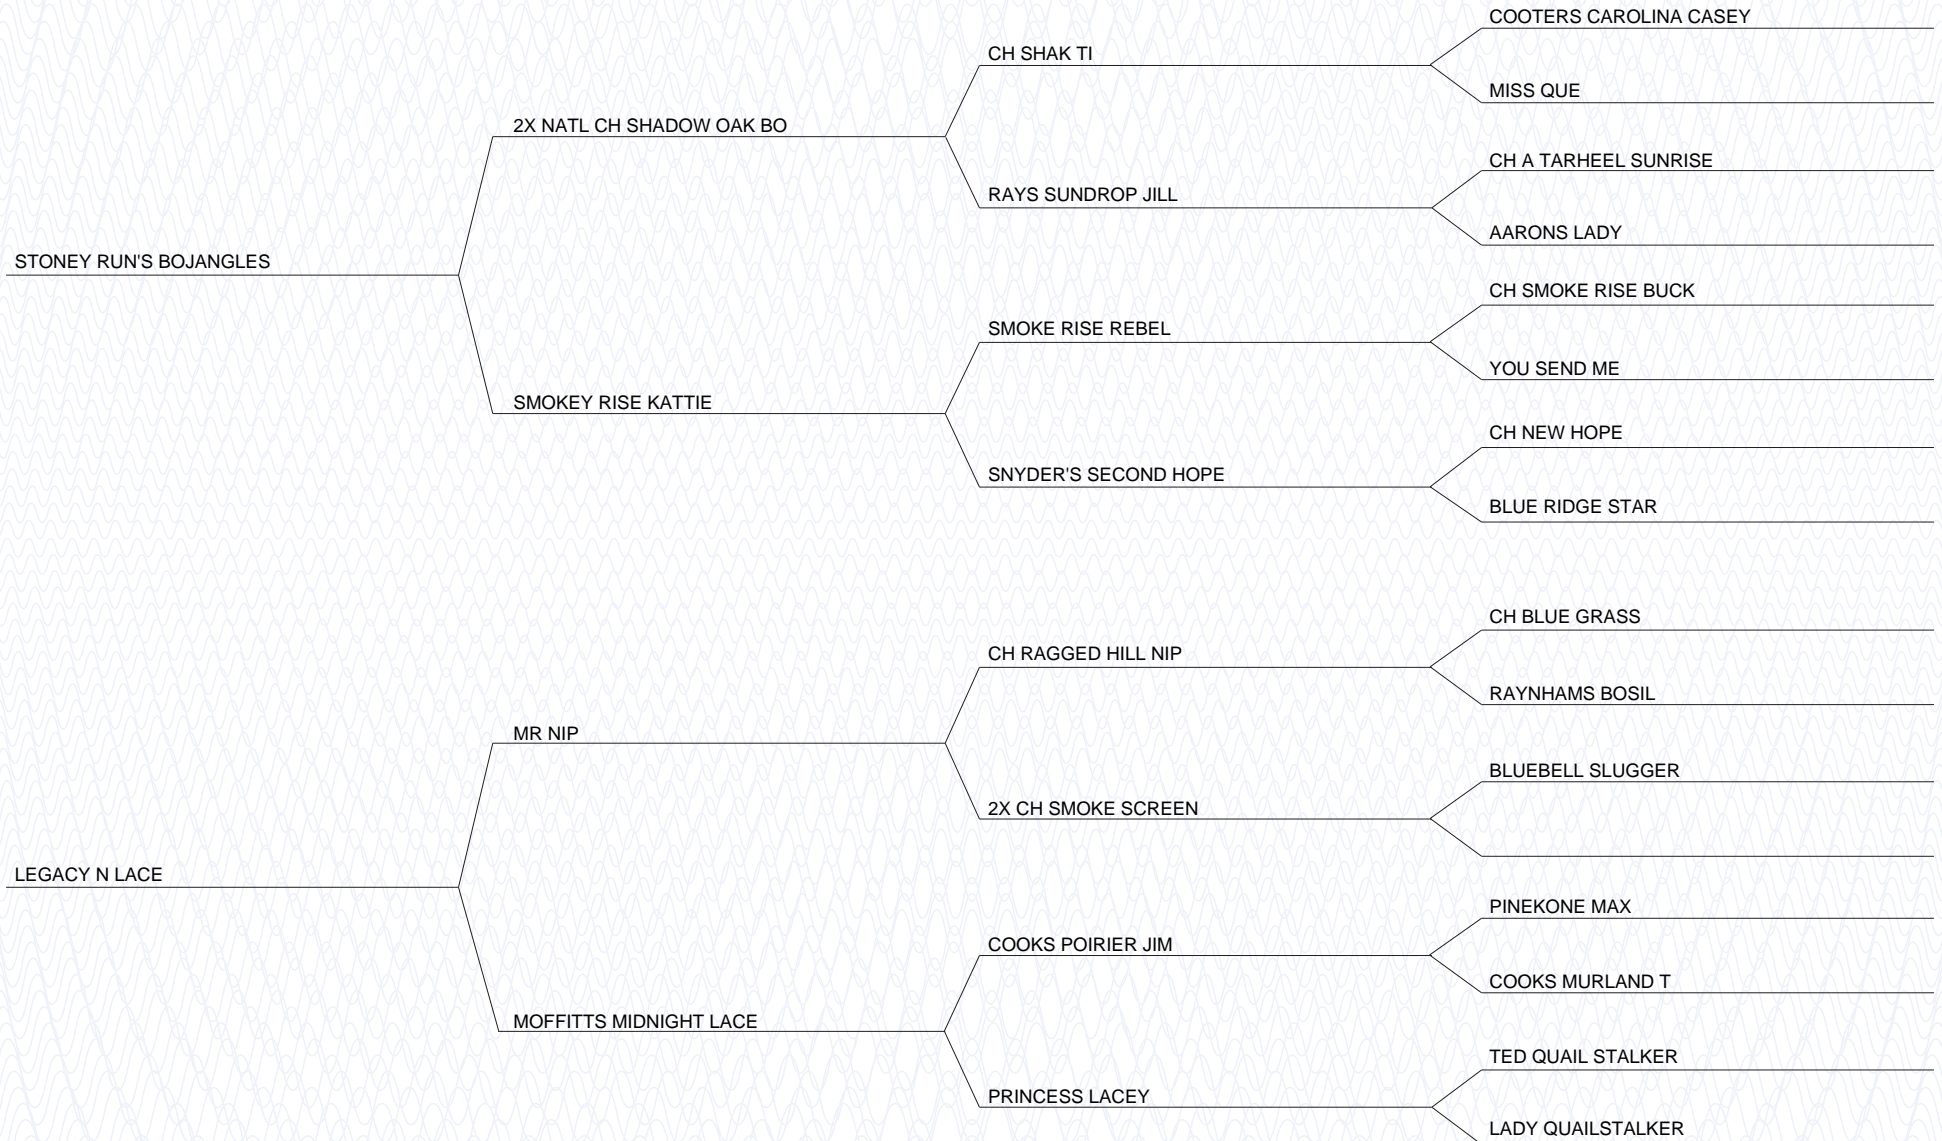 COOTERS CAROLINA CASEY
CH SHAK TI
MISS QUE
2X NATL CH SHADOW OAK BO
CH A TARHEEL SUNRISE
RAYS SUNDROP JILL
AARONS LADY
STONEY RUN'S BOJANGLES
CH SMOKE RISE BUCK
SMOKE RISE REBEL
YOU SEND ME
SMOKEY RISE KATTIE
CH NEW HOPE
SNYDER'S SECOND HOPE
BLUE RIDGE STAR
CH BLUE GRASS
CH RAGGED HILL NIP
RAYNHAMS BOSIL
MR NIP
BLUEBELL SLUGGER
2X CH SMOKE SCREEN
LEGACY N LACE
PINEKONE MAX
COOKS POIRIER JIM
COOKS MURLAND T
MOFFITTS MIDNIGHT LACE
TED QUAIL STALKER
PRINCESS LACEY
LADY QUAILSTALKER